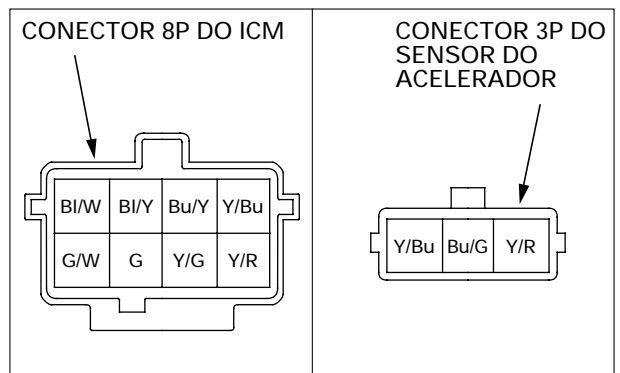 CONECTOR 8P DO ICM
Bl/W Bl/Y Bu/Y Y/Bu
G/W G Y/G Y/R
CONECTOR 3P DO
SENSOR DO
ACELERADOR
Y/Bu Bu/G Y/R